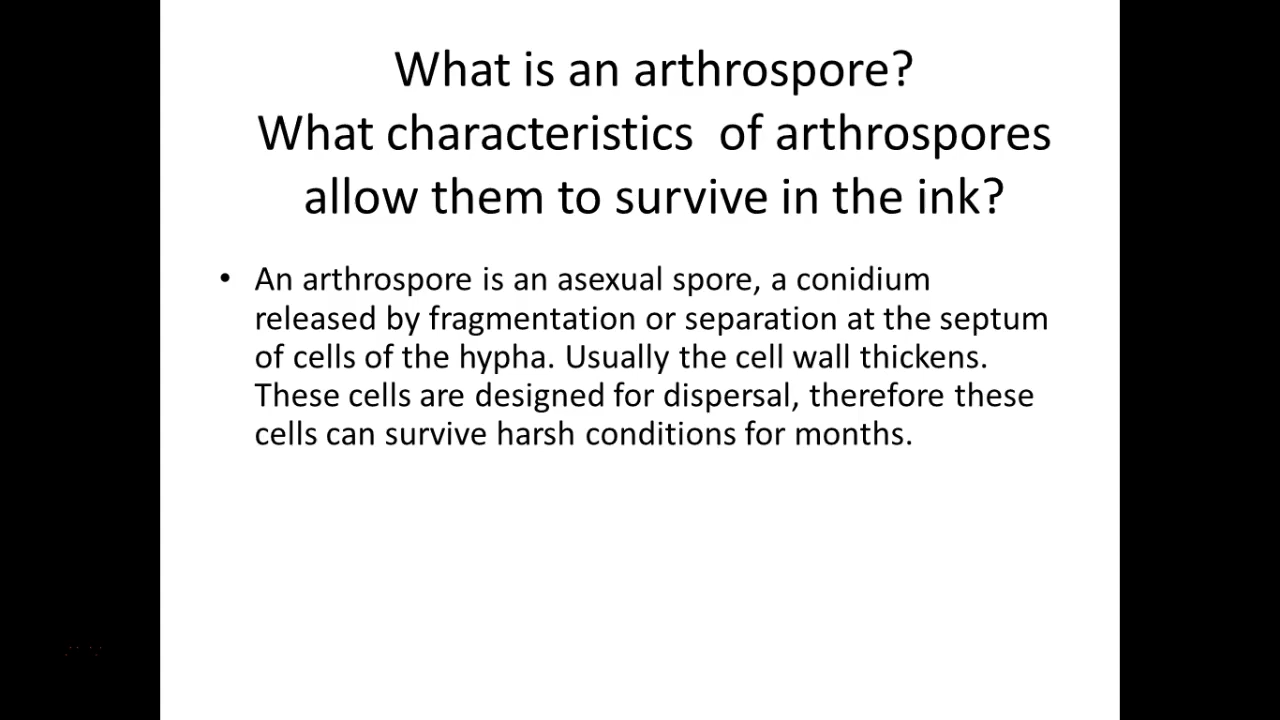 What is an arthrospore?
What characteristics  of arthrospores
allow them to survive in the ink?
• An arthrospore is an asexual spore, a conidium
released by fragmentation or separation at the septum
of cells of the hypha. Usually the cell wall thickens.
These cells are designed for dispersal, therefore these
cells can survive harsh conditions for months.